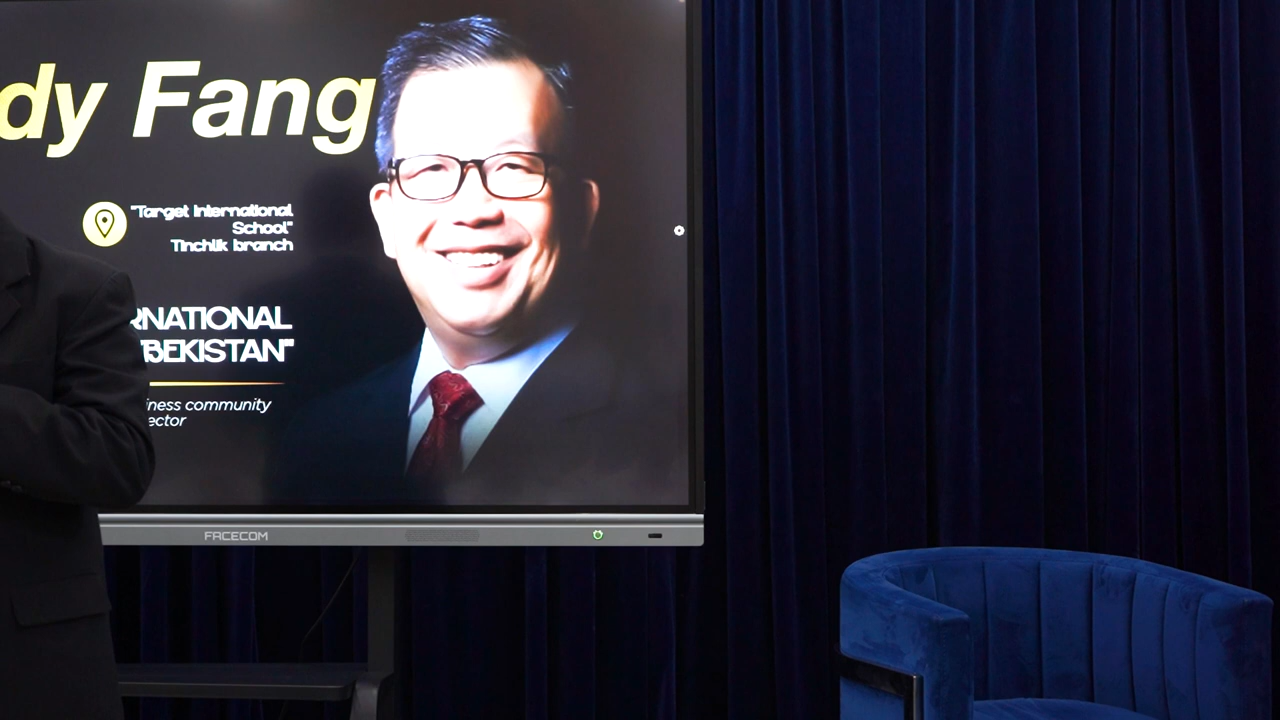 dy Fang
"Target International
School"
Tinchlik branch
RNATIONAL
BEKISTAN"
iness community
ector
FACECOM